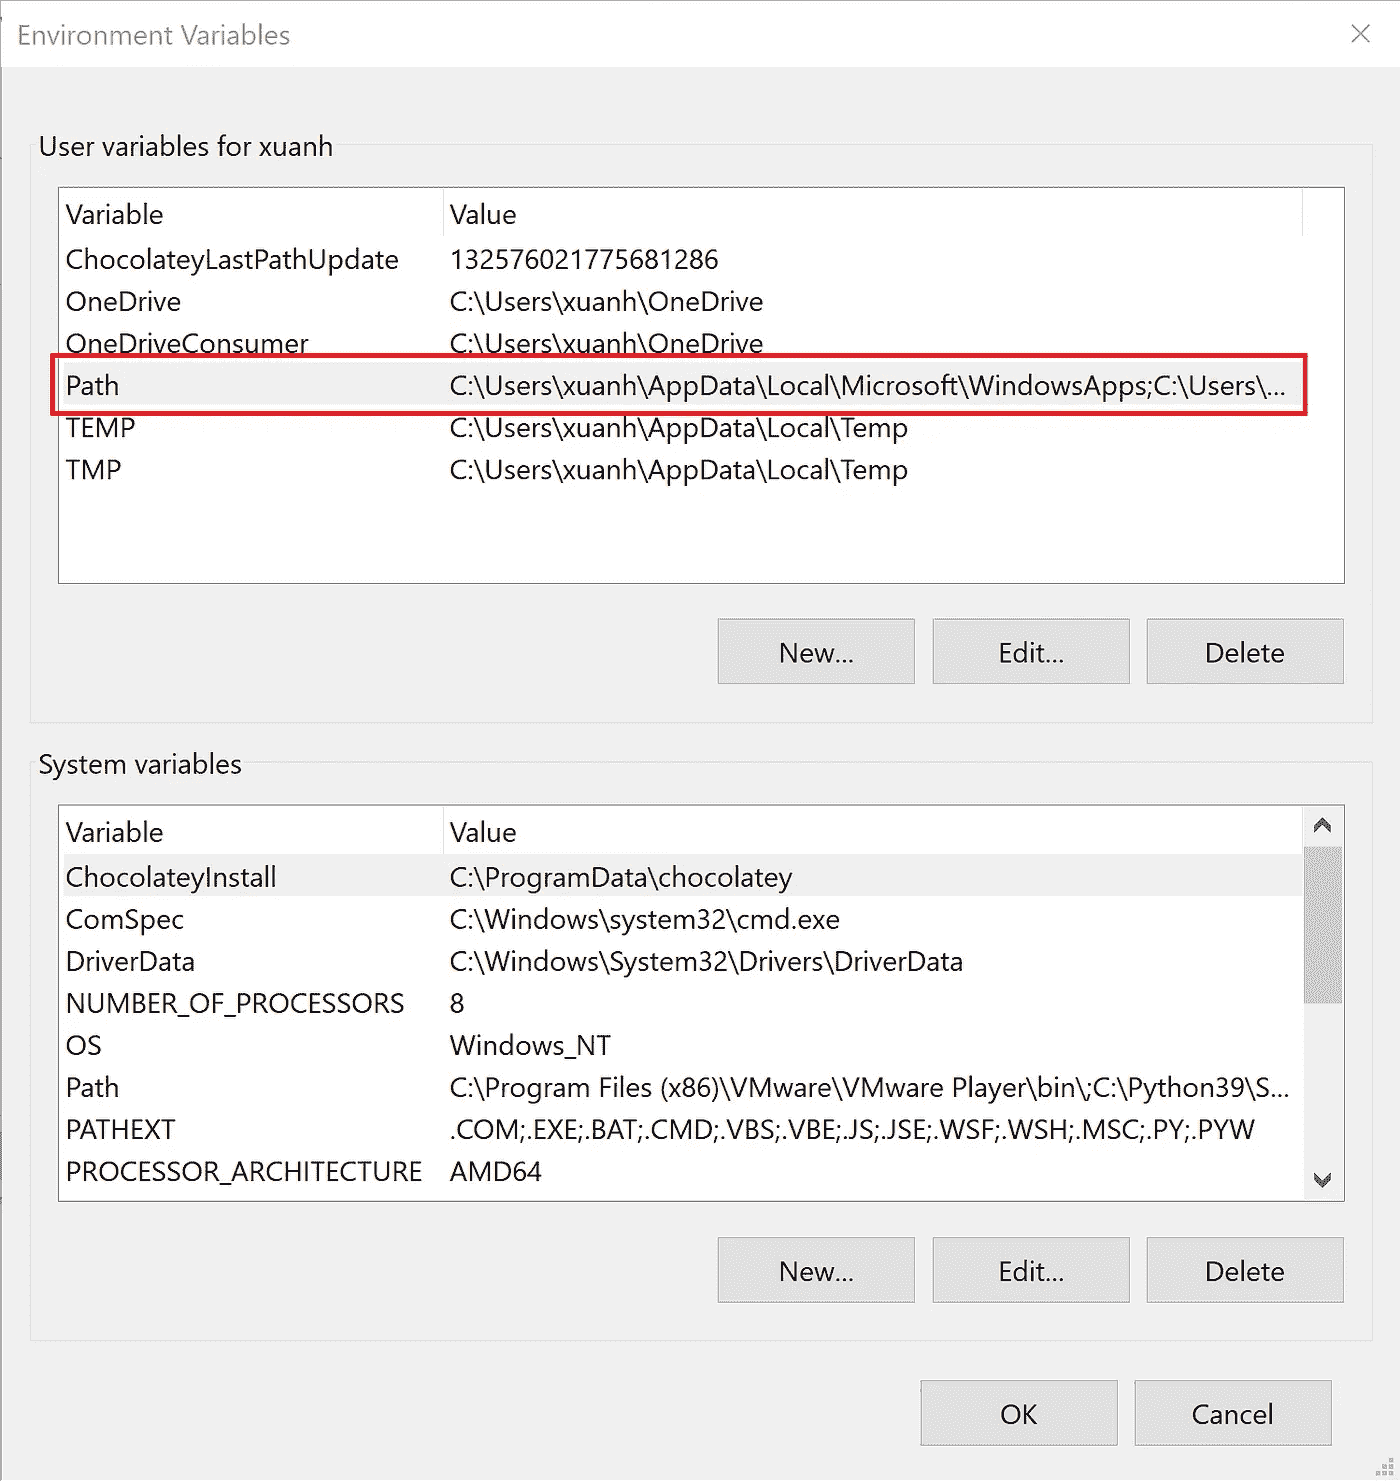 Environment Variables
User variables for xuanh
Variable Value
ChocolateyLastPathUpdate 132576021775681286
OneDrive C:\Users\xuanh\OneDrive
OneDriveConsumer C:\Users\xuanh\OneDrive
Path C:\Users\xuanh\AppData\Local\Microsoft\WindowsApps;C:\Users\...
TEMP C:\Users\xuanh\AppData\Local\Temp
TMP C:\Users\xuanh\AppData\Local\Temp
New... Edit... Delete
System variables
Variable Value
ChocolateyInstall C:\ProgramData\chocolatey
ComSpec C:\Windows\system32\cmd.exe
DriverData C:\Windows\System32\Drivers\DriverData
NUMBER_OF_PROCESSORS 8
OS Windows_NT
Path C:\Program Files (x86)\VMware\VMware Player\bin\;C:\Python39\S...
PATHEXT .COM;.EXE;.BAT;.CMD;.VBS;.VBE;.JS;.JSE;.WSF;.WSH;.MSC;.PY;.PYW
PROCESSOR_ARCHITECTURE AMD64
New... Edit... Delete
OK Cancel